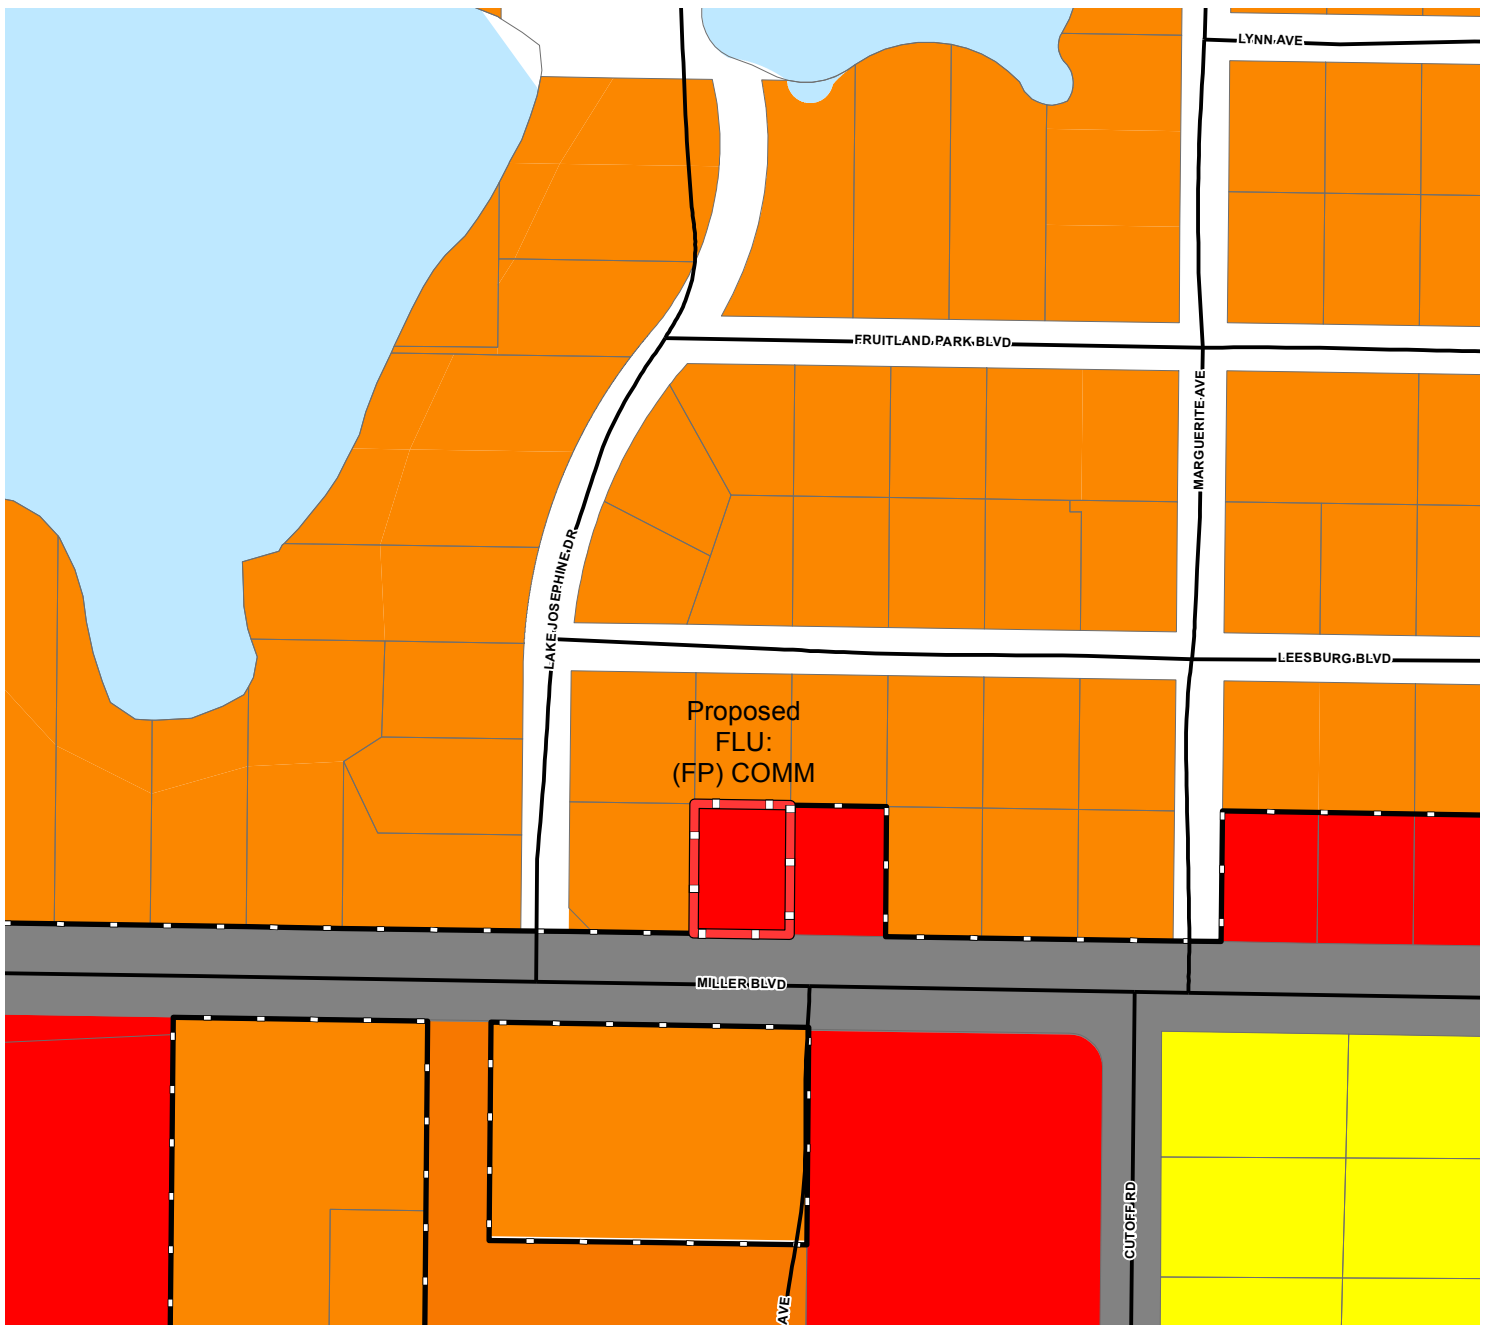 LYNN AVE
FRUITLAND PARK BLVD
MARGUERITE AVE
LAKE JOSEPHINE DR
LEESBURG BLVD
Proposed
FLU:
(FP) COMM
MILLER BLVD
CUTOFF RD
AVE